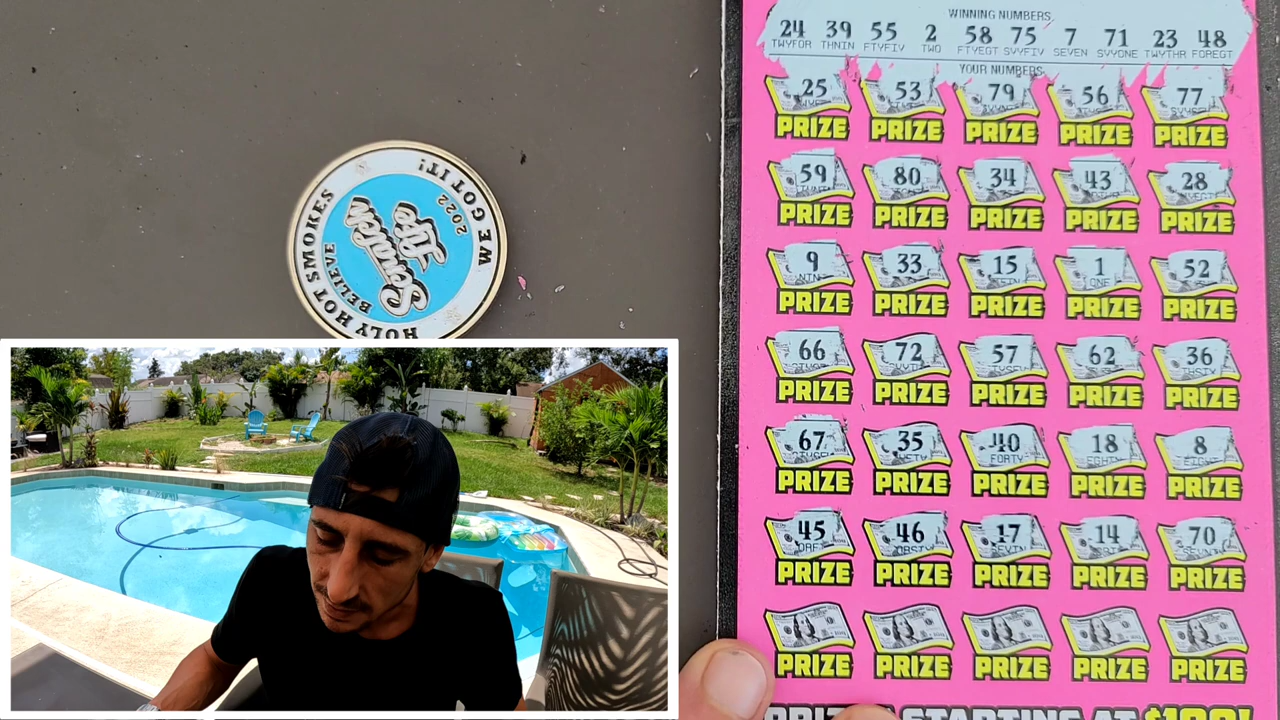 HOLY HOT SMOKES
WE GOT IT!
BELIEVE
2022
WINNING NUMBERS
24 39 55 2 58 75 7 71 23 48
TWYFOR THNIN FTYFIV TWO FTYEGT SVYFIV SEVEN SVYONE TWYTHR FOREGT
YOUR NUMBERS
25 53 79 56 77
PRIZE PRIZE PRIZE PRIZE PRIZE
59 80 34 43 28
PRIZE PRIZE PRIZE PRIZE PRIZE
9 33 15 1 52
ONE
PRIZE PRIZE PRIZE PRIZE PRIZE
66 72 57 62 36
PRIZE PRIZE PRIZE PRIZE PRIZE
67 35 40 18 8
FORTY
PRIZE PRIZE PRIZE PRIZE PRIZE
45 46 17 14 70
PRIZE PRIZE PRIZE PRIZE PRIZE
PRIZE PRIZE PRIZE PRIZE PRIZE
STARTING AT $100!